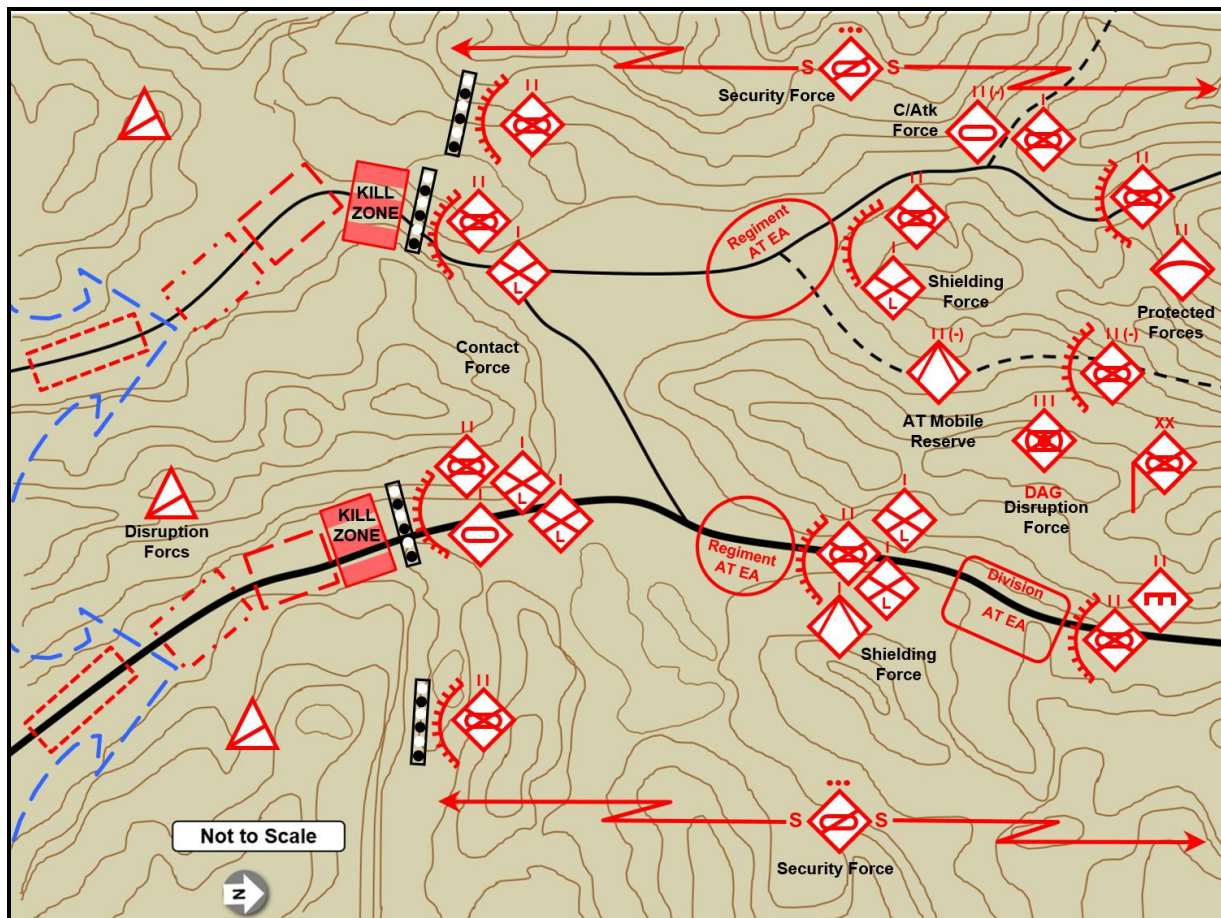 S
S
Security Force
II (-)
I
C/Atk
Force
II
II
II
II
KILL
ZONE
I
L
Regiment
AT EA
I
L
Shielding
Force
II
Protected
Forces
Contact
Force
II (-)
II (-)
AT Mobile
Reserve
III
XX
DAG
Disruption
Force
Disruption
Forcs
KILL
ZONE
II
I
L
I
L
I
Regiment
AT EA
II
I
L
I
L
I
Shielding
Force
Division
AT EA
II
II
E
II
S
S
Security Force
Not to Scale
N